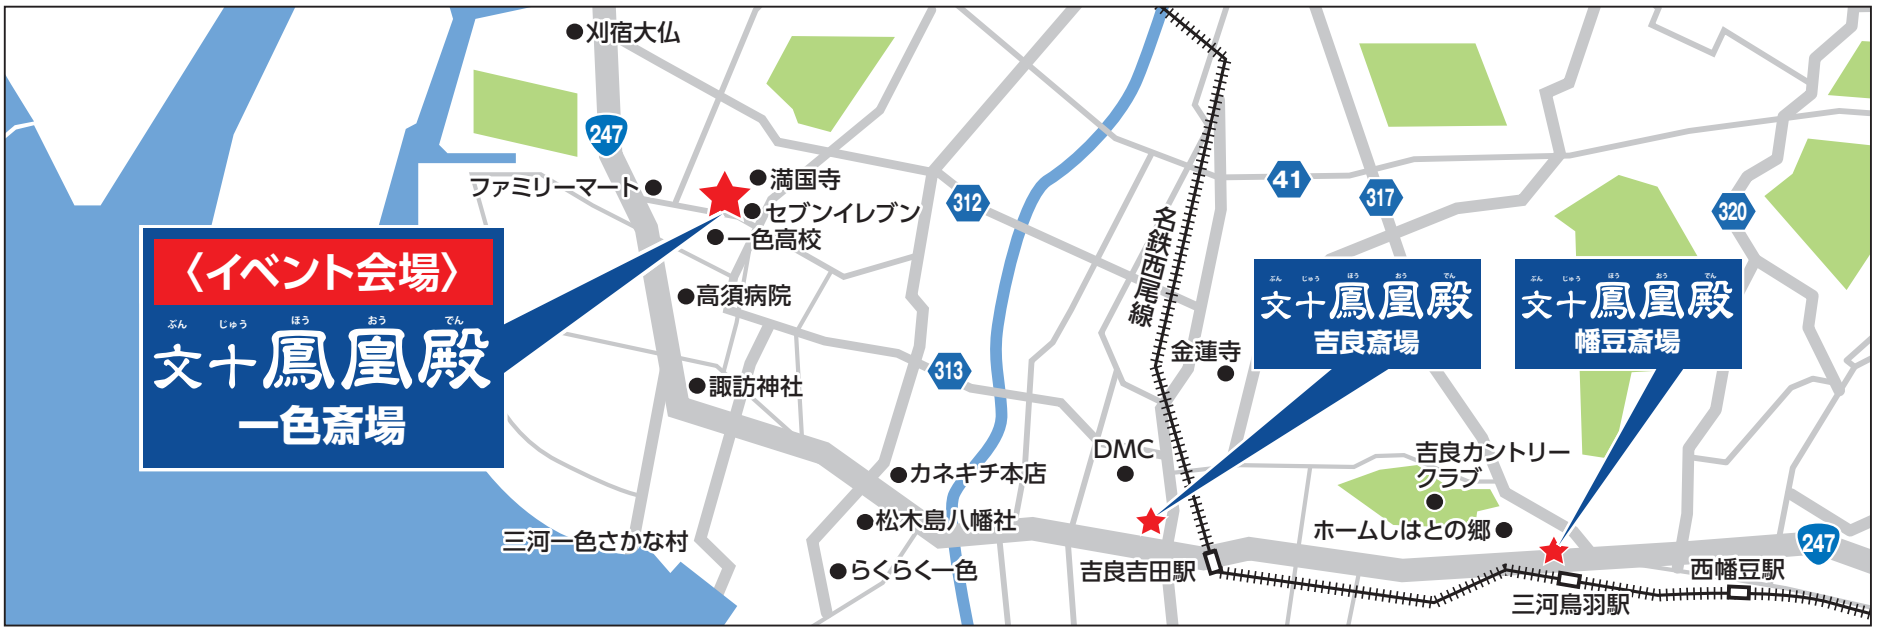 刈宿大仏
247
ファミリーマート
満国寺
セブンイレブン
一色高校
312
41
317
320
名鉄西尾線
〈イベント会場〉
ぶん じゅう ほう おう でん
文十鳳凰殿
一色斎場
ぶん じゅう ほう おう でん
文十鳳凰殿
吉良斎場
ぶん じゅう ほう おう でん
文十鳳凰殿
幡豆斎場
高須病院
金蓮寺
313
諏訪神社
DMC
吉良カントリー
クラブ
カネキチ本店
松木島八幡社
ホームしはとの郷
三河一色さかな村
247
らくらく一色
吉良吉田駅
西幡豆駅
三河鳥羽駅